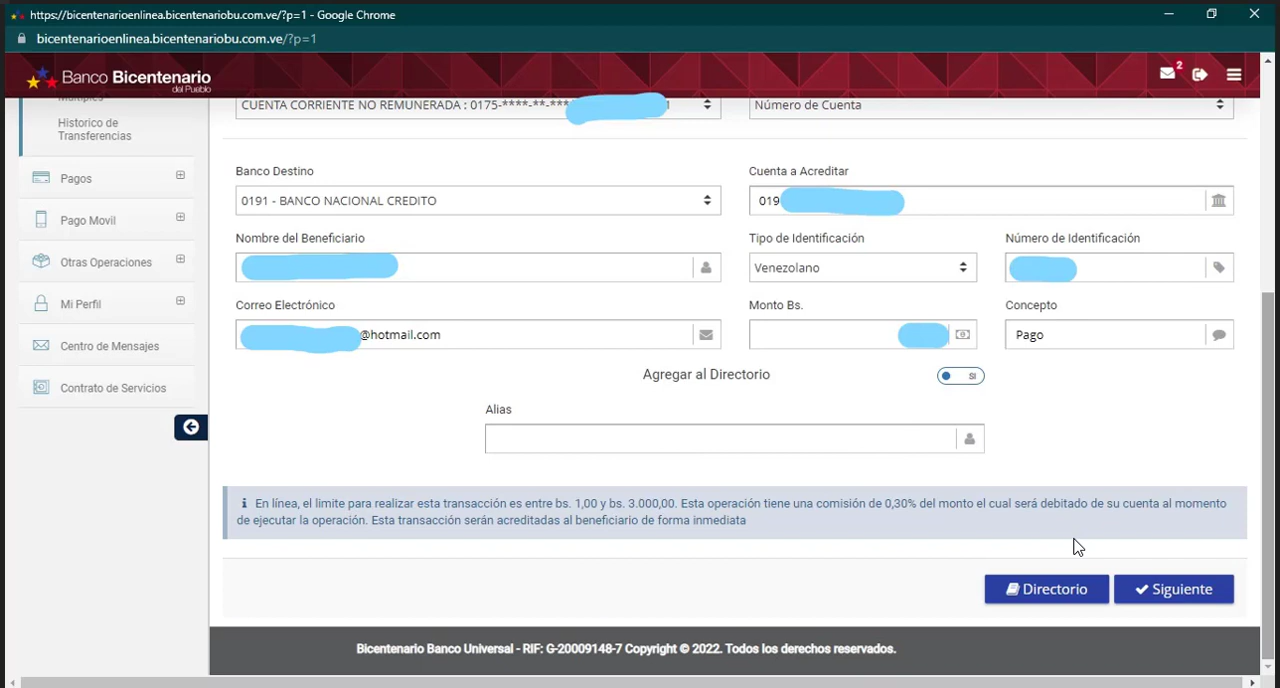 https://bicentenarioenlinea.bicentenariobu.com.ve/?p=1 - Google Chrome
bicentenarioenlinea.bicentenariobu.com.ve/?p=1
Banco Bicentenario
del Pueblo
2
Múltiples
Historico de
Transferencias
Pagos
Pago Movil
Otras Operaciones
Mi Perfil
Centro de Mensajes
Contrato de Servicios
CUENTA CORRIENTE NO REMUNERADA : 0175-****-**-*** 1
Número de Cuenta
Banco Destino
Cuenta a Acreditar
0191 - BANCO NACIONAL CREDITO
019
Nombre del Beneficiario
Tipo de Identificación
Número de Identificación
Venezolano
Correo Electrónico
Monto Bs.
Concepto
@hotmail.com
Pago
Agregar al Directorio
SI
Alias
En línea, el limite para realizar esta transacción es entre bs. 1,00 y bs. 3.000,00. Esta operación tiene una comisión de 0,30% del monto el cual será debitado de su cuenta al momento
de ejecutar la operación. Esta transacción serán acreditadas al beneficiario de forma inmediata
Directorio
Siguiente
Bicentenario Banco Universal - RIF: G-20009148-7 Copyright © 2022. Todos los derechos reservados.